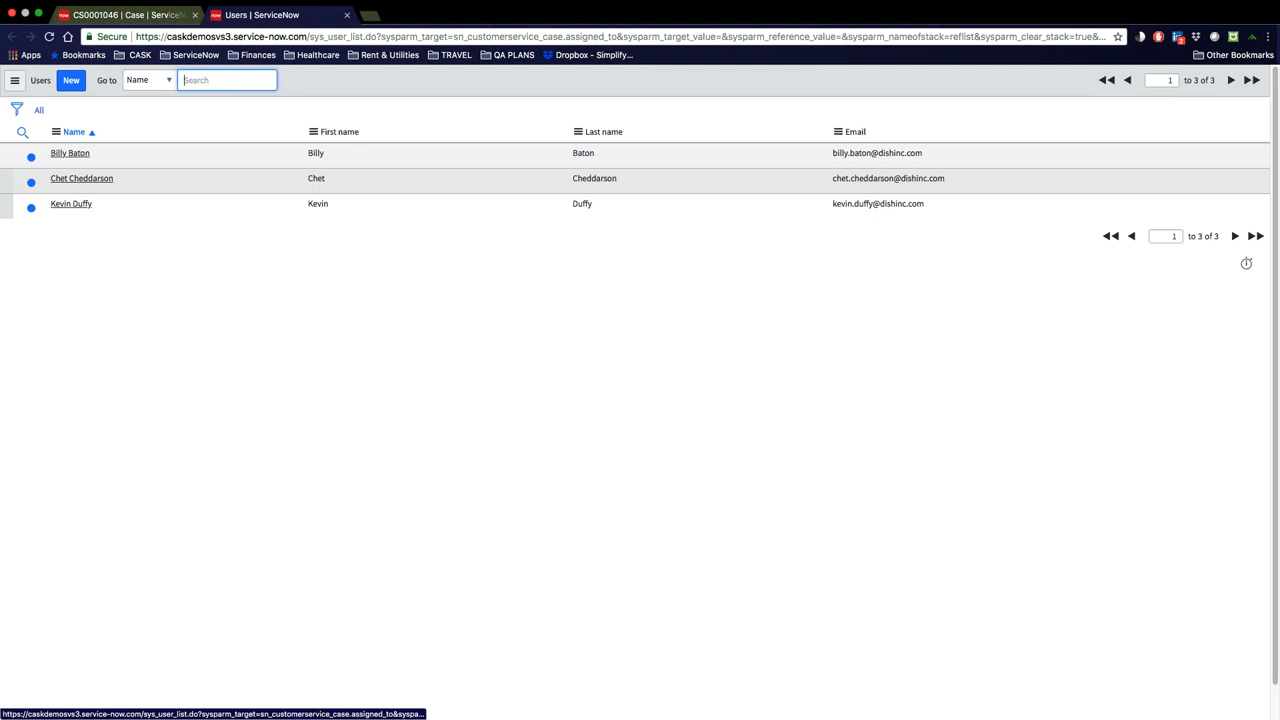 CS0001046 | Case | ServiceN
Users | ServiceNow
Secure | https://caskdemosvs3.service-now.com/sys_user_list.do?sysparm_target=sn_customerservice_case.assigned_to&sysparm_target_value=&sysparm_reference_value=&sysparm_nameofstack=reflist&sysparm_clear_stack=true&...
Apps Bookmarks CASK ServiceNow Finances Healthcare Rent & Utilities TRAVEL QA PLANS Dropbox - Simplify... Other Bookmarks
Users New Go to Name Search 1 to 3 of 3
All
Name First name Last name Email
Billy Baton Billy Baton billy.baton@dishinc.com
Chet Cheddarson Chet Cheddarson chet.cheddarson@dishinc.com
Kevin Duffy Kevin Duffy kevin.duffy@dishinc.com
1 to 3 of 3
https://caskdemosvs3.service-now.com/sys_user_list.do?sysparm_target=sn_customerservice_case.assigned_to&syspa...